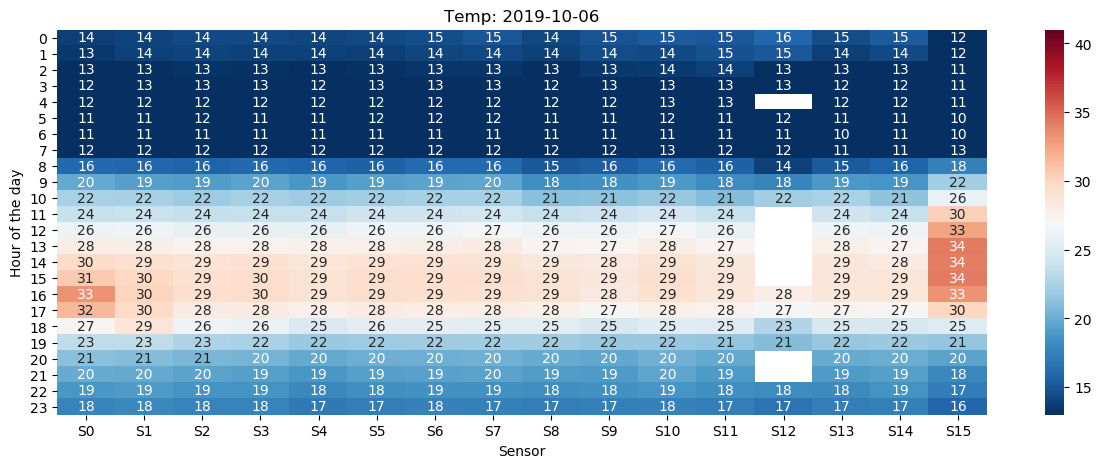 Temp: 2019-10-06
0 14 14 14 14 14 14 15 15 14 15 15 15 16 15 15 12
1 13 14 14 14 14 14 14 14 14 14 14 15 15 14 14 12
2 13 13 13 13 13 13 13 13 13 13 14 14 13 13 13 11
3 12 13 13 13 13 13 13 13 12 13 13 13 13 12 12 11
4 12 12 12 12 12 12 12 12 12 12 13 13 12 12 11
5 11 11 12 11 11 12 12 12 11 11 12 11 12 11 11 10
6 11 11 11 11 11 11 11 11 11 11 11 11 11 10 11 10
7 12 12 12 12 12 12 12 12 12 12 13 12 12 11 11 13
8 16 16 16 16 16 16 16 16 15 16 16 16 14 15 16 18
9 20 19 19 20 19 19 19 20 18 18 19 18 18 19 19 22
10 22 22 22 22 22 22 22 22 21 21 22 21 22 22 21 26
11 24 24 24 24 24 24 24 24 24 24 24 24 24 24 30
12 26 26 26 26 26 26 26 27 26 26 27 26 26 26 33
13 28 28 28 28 28 28 28 28 27 27 28 27 28 27 34
14 30 29 29 29 29 29 29 29 29 28 29 29 29 28 34
15 31 30 29 30 29 29 29 29 29 29 29 29 29 29 34
16 33 30 29 30 29 29 29 29 29 28 29 29 28 29 29 33
17 32 30 28 28 28 28 28 28 28 27 28 28 27 27 27 30
18 27 29 26 26 25 26 25 25 25 25 25 25 23 25 25 25
19 23 23 23 22 22 22 22 22 22 22 22 21 21 22 22 21
20 21 21 21 20 20 20 20 20 20 20 20 20 20 20 20
21 20 20 20 19 19 19 19 19 19 19 20 19 19 19 18
22 19 19 19 19 18 18 19 19 18 18 19 18 18 18 19 17
23 18 18 18 18 17 17 18 17 17 17 18 17 17 17 17 16
S0 S1 S2 S3 S4 S5 S6 S7 S8 S9 S10 S11 S12 S13 S14 S15
Sensor
Hour of the day
40
35
30
25
20
15